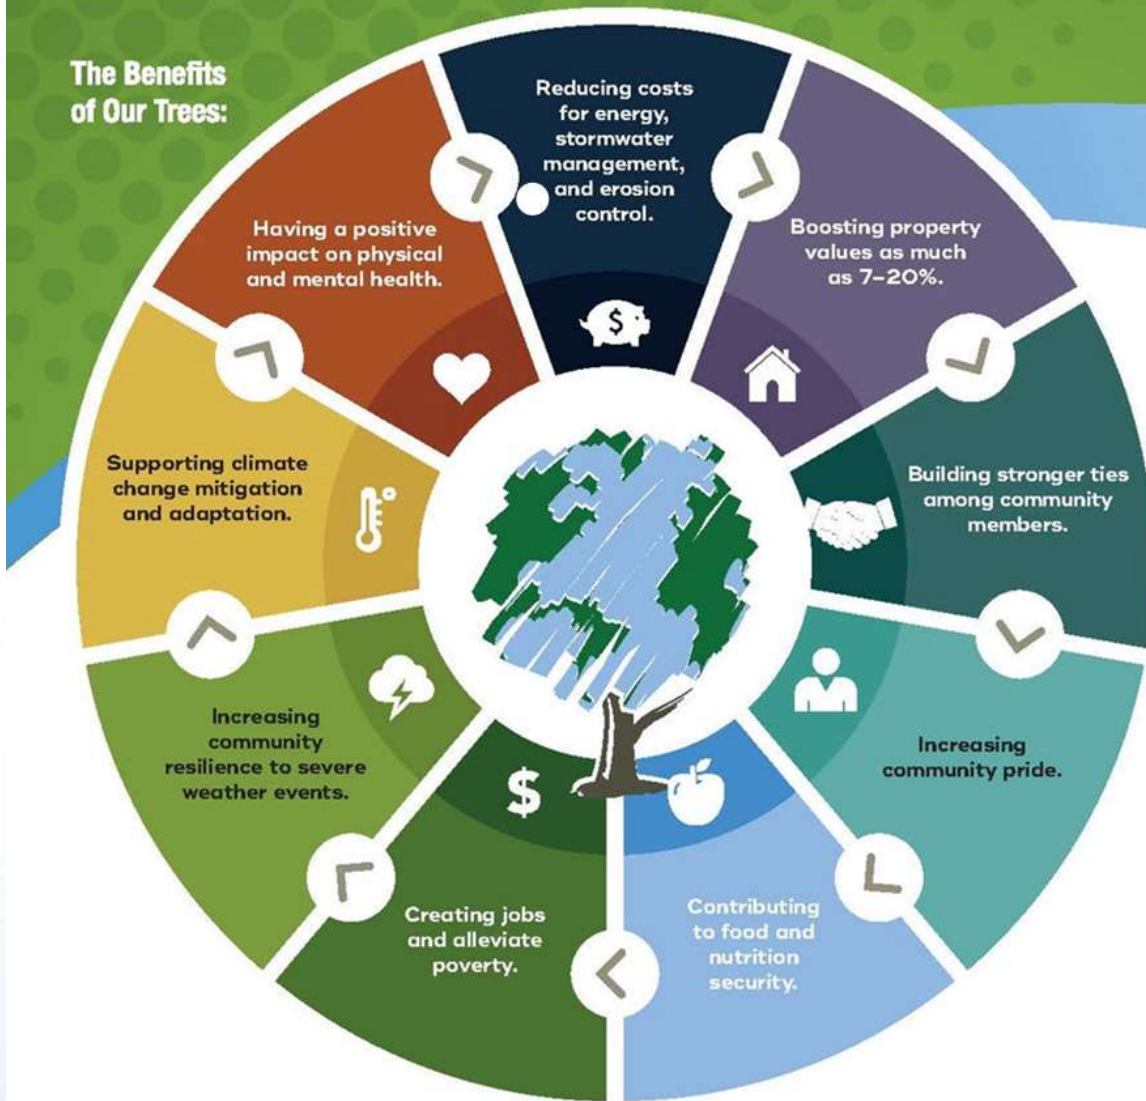 The Benefits
of Our Trees:
Reducing costs
for energy,
stormwater
management,
and erosion
control.
$
Boosting property
values as much
as 7–20%.
Building stronger ties
among community
members.
Increasing
community pride.
Contributing
to food and
nutrition
security.
Creating jobs
and alleviate
poverty.
$
Increasing
community
resilience to severe
weather events.
Supporting climate
change mitigation
and adaptation.
Having a positive
impact on physical
and mental health.